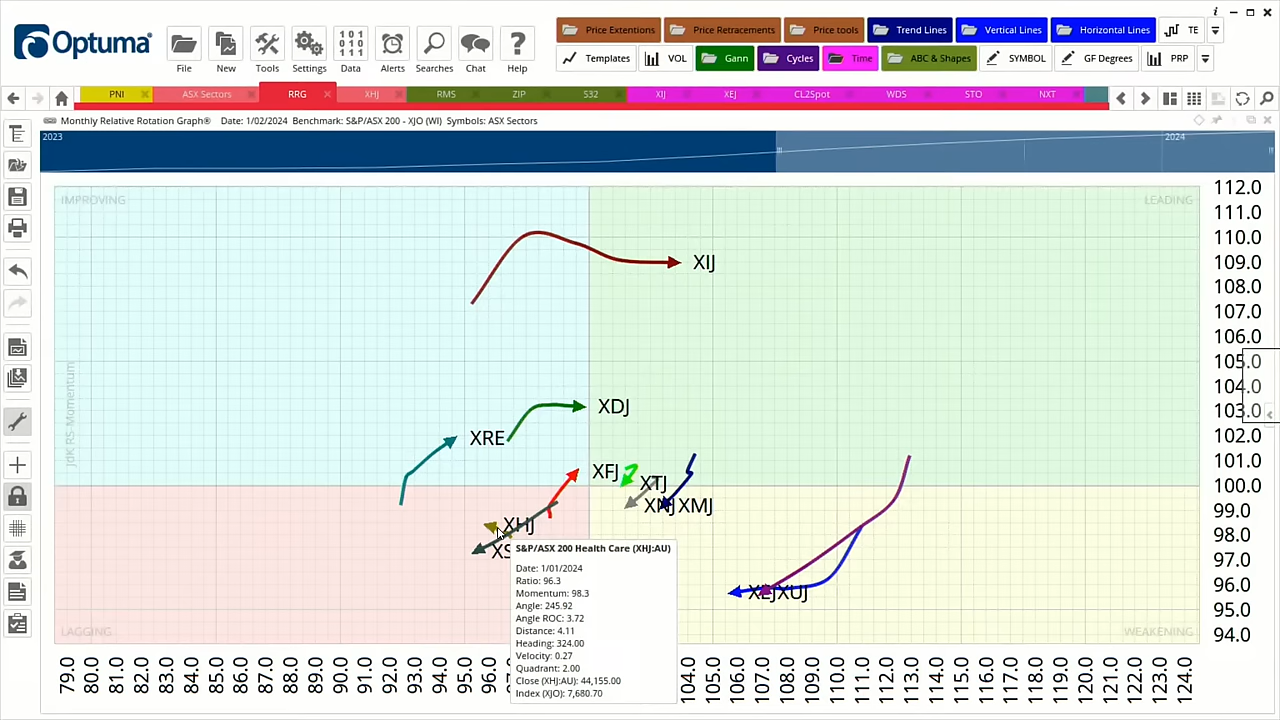 i
Optuma
File
New
Tools
Settings
Data
Alerts
Searches
Chat
Help
Price Extentions
Price Retracements
Price tools
Trend Lines
Vertical Lines
Horizontal Lines
TE
Templates
VOL
Gann
Cycles
Time
ABC & Shapes
SYMBOL
GF Degrees
PRP
PNI
ASX Sectors
RRG
XHJ
RMS
ZIP
S32
XIJ
XEJ
CL2Spot
WDS
STO
NXT
Monthly Relative Rotation Graph® Date: 1/02/2024 Benchmark: S&P/ASX 200 - XJO (WI) Symbols: ASX Sectors
2023
2024
IMPROVING
LEADING
JdK RS-Momentum
XIJ
XDJ
XRE
XFJ
XTJ
XNJ
XMJ
XHJ
XS
XEJ
XUJ
LAGGING
WEAKENING
S&P/ASX 200 Health Care (XHJ:AU)
Date: 1/01/2024
Ratio: 96.3
Momentum: 98.3
Angle: 245.92
Angle ROC: 3.72
Distance: 4.11
Heading: 324.00
Velocity: 0.27
Quadrant: 2.00
Close (XHJ:AU): 44,155.00
Index (XJO): 7,680.70
112.0
111.0
110.0
109.0
108.0
107.0
106.0
105.0
104.0
103.0
102.0
101.0
100.0
99.0
98.0
97.0
96.0
95.0
94.0
79.0
80.0
81.0
82.0
83.0
84.0
85.0
86.0
87.0
88.0
89.0
90.0
91.0
92.0
93.0
94.0
95.0
96.0
104.0
105.0
106.0
107.0
108.0
109.0
110.0
111.0
112.0
113.0
114.0
115.0
116.0
117.0
118.0
119.0
120.0
121.0
122.0
123.0
124.0